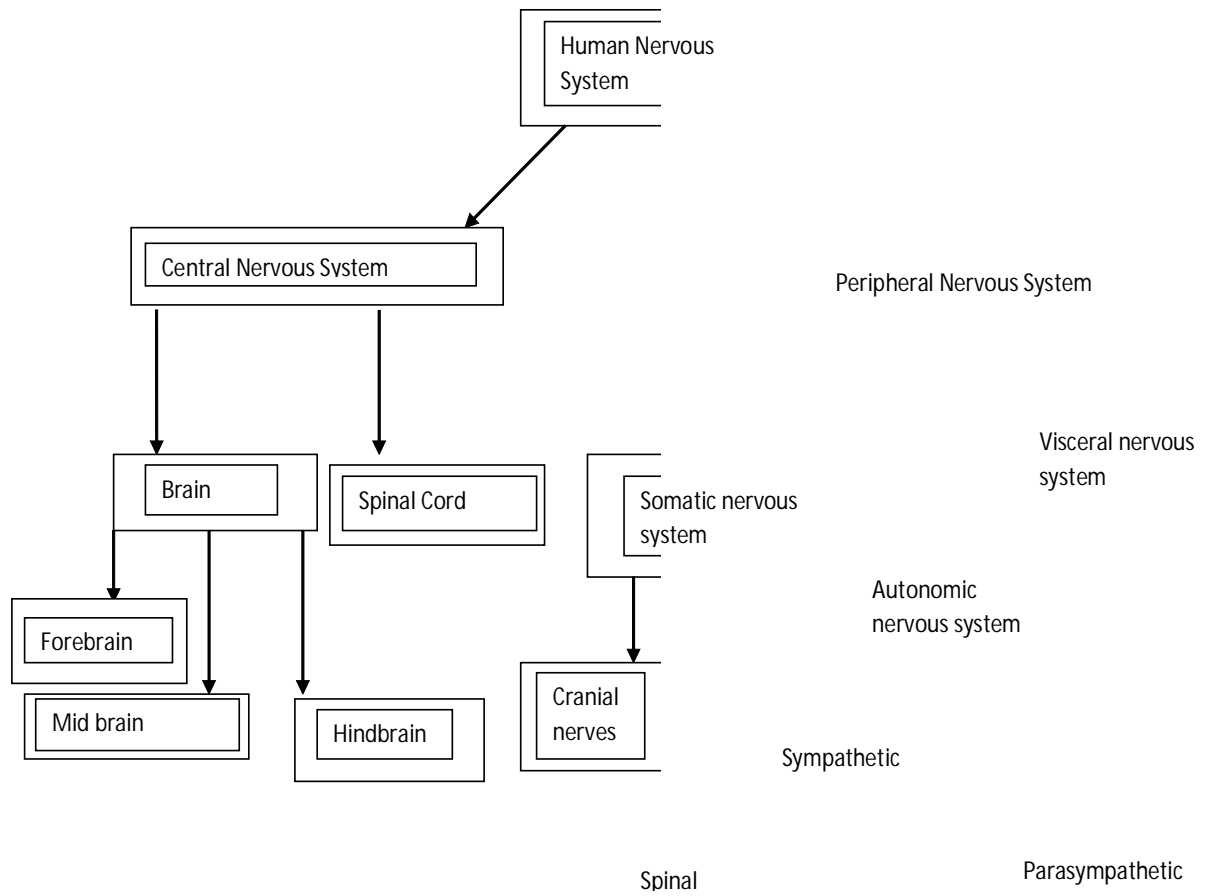 Human Nervous
System
Central Nervous System
Peripheral Nervous System
Brain
Spinal Cord
Somatic nervous
system
Visceral nervous
system
Autonomic
nervous system
Forebrain
Mid brain
Hindbrain
Cranial
nerves
Sympathetic
Spinal
Parasympathetic